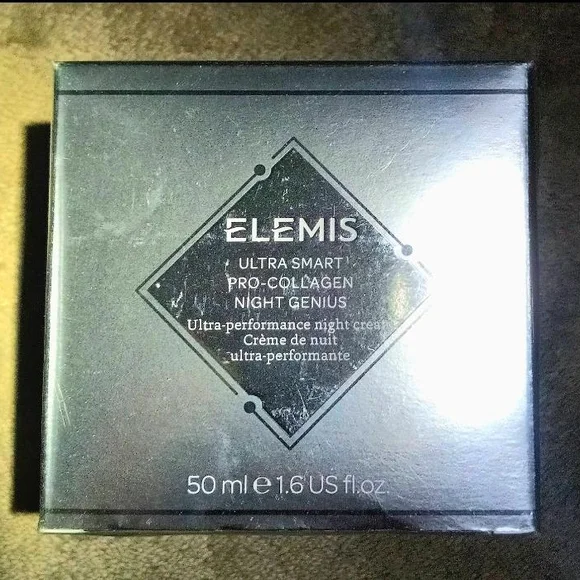 ELEMIS
ULTRA SMART
PRO-COLLAGEN
NIGHT GENIUS
Ultra-performance night cream
Crème de nuit
ultra-performante
50 ml e 1.6 US fl.oz.